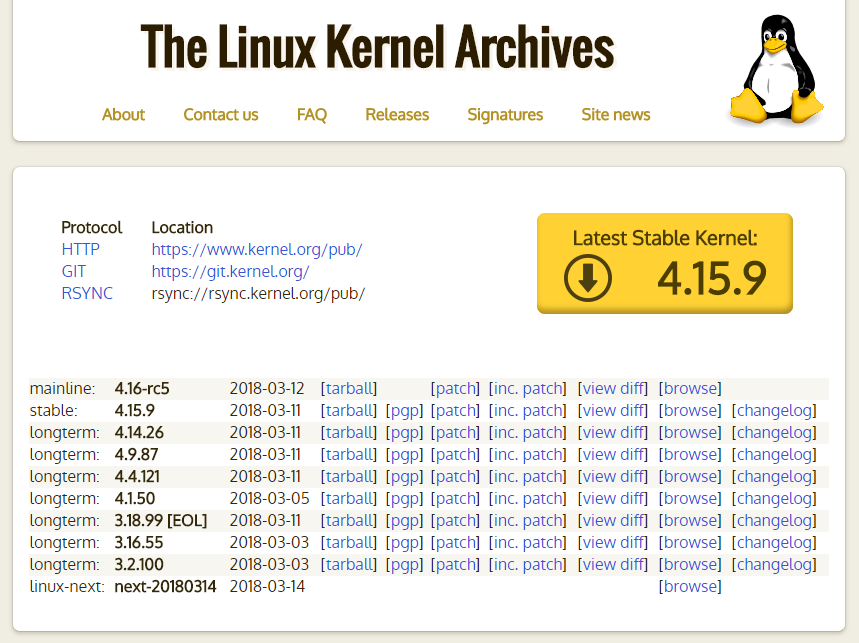 The Linux Kernel Archives
About Contact us FAQ Releases Signatures Site news
Protocol Location
HTTP https://www.kernel.org/pub/
GIT https://git.kernel.org/
RSYNC rsync://rsync.kernel.org/pub/
Latest Stable Kernel:
4.15.9
mainline: 4.16-rc5 2018-03-12 [tarball] [patch] [inc. patch] [view diff] [browse]
stable: 4.15.9 2018-03-11 [tarball] [pgp] [patch] [inc. patch] [view diff] [browse] [changelog]
longterm: 4.14.26 2018-03-11 [tarball] [pgp] [patch] [inc. patch] [view diff] [browse] [changelog]
longterm: 4.9.87 2018-03-11 [tarball] [pgp] [patch] [inc. patch] [view diff] [browse] [changelog]
longterm: 4.4.121 2018-03-11 [tarball] [pgp] [patch] [inc. patch] [view diff] [browse] [changelog]
longterm: 4.1.50 2018-03-05 [tarball] [pgp] [patch] [inc. patch] [view diff] [browse] [changelog]
longterm: 3.18.99 [EOL] 2018-03-11 [tarball] [pgp] [patch] [inc. patch] [view diff] [browse] [changelog]
longterm: 3.16.55 2018-03-03 [tarball] [pgp] [patch] [inc. patch] [view diff] [browse] [changelog]
longterm: 3.2.100 2018-03-03 [tarball] [pgp] [patch] [inc. patch] [view diff] [browse] [changelog]
linux-next: next-20180314 2018-03-14 [browse]